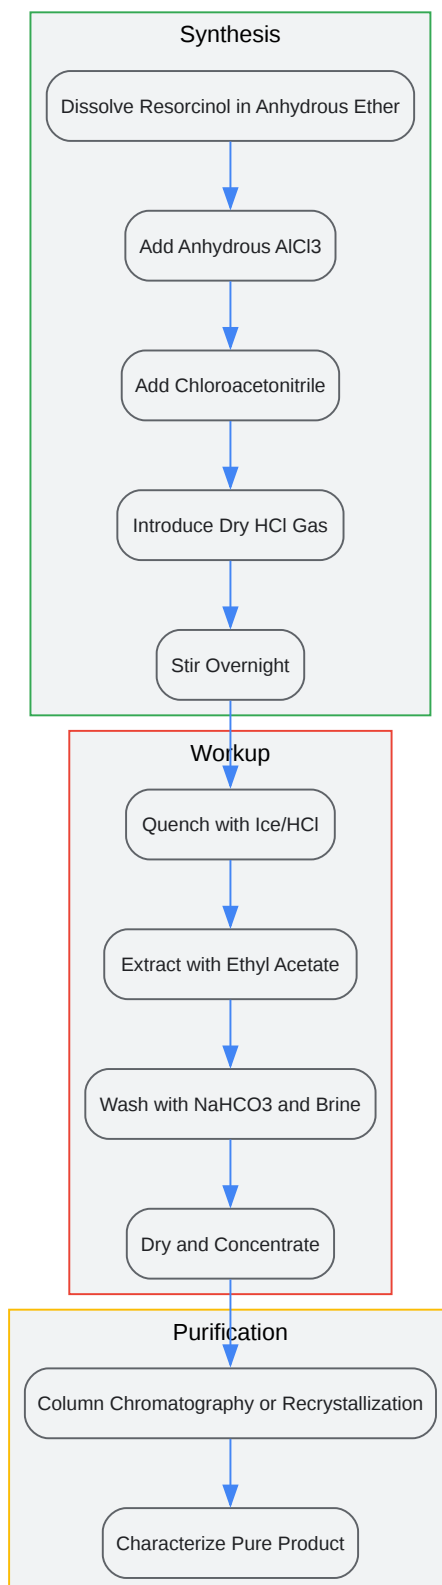 Synthesis
Dissolve Resorcinol in Anhydrous Ether
Add Anhydrous AlCl3
Add Chloroacetonitrile
Introduce Dry HCl Gas
Stir Overnight
Workup
Quench with Ice/HCl
Extract with Ethyl Acetate
Wash with NaHCO3 and Brine
Dry and Concentrate
Purification
Column Chromatography or Recrystallization
Characterize Pure Product